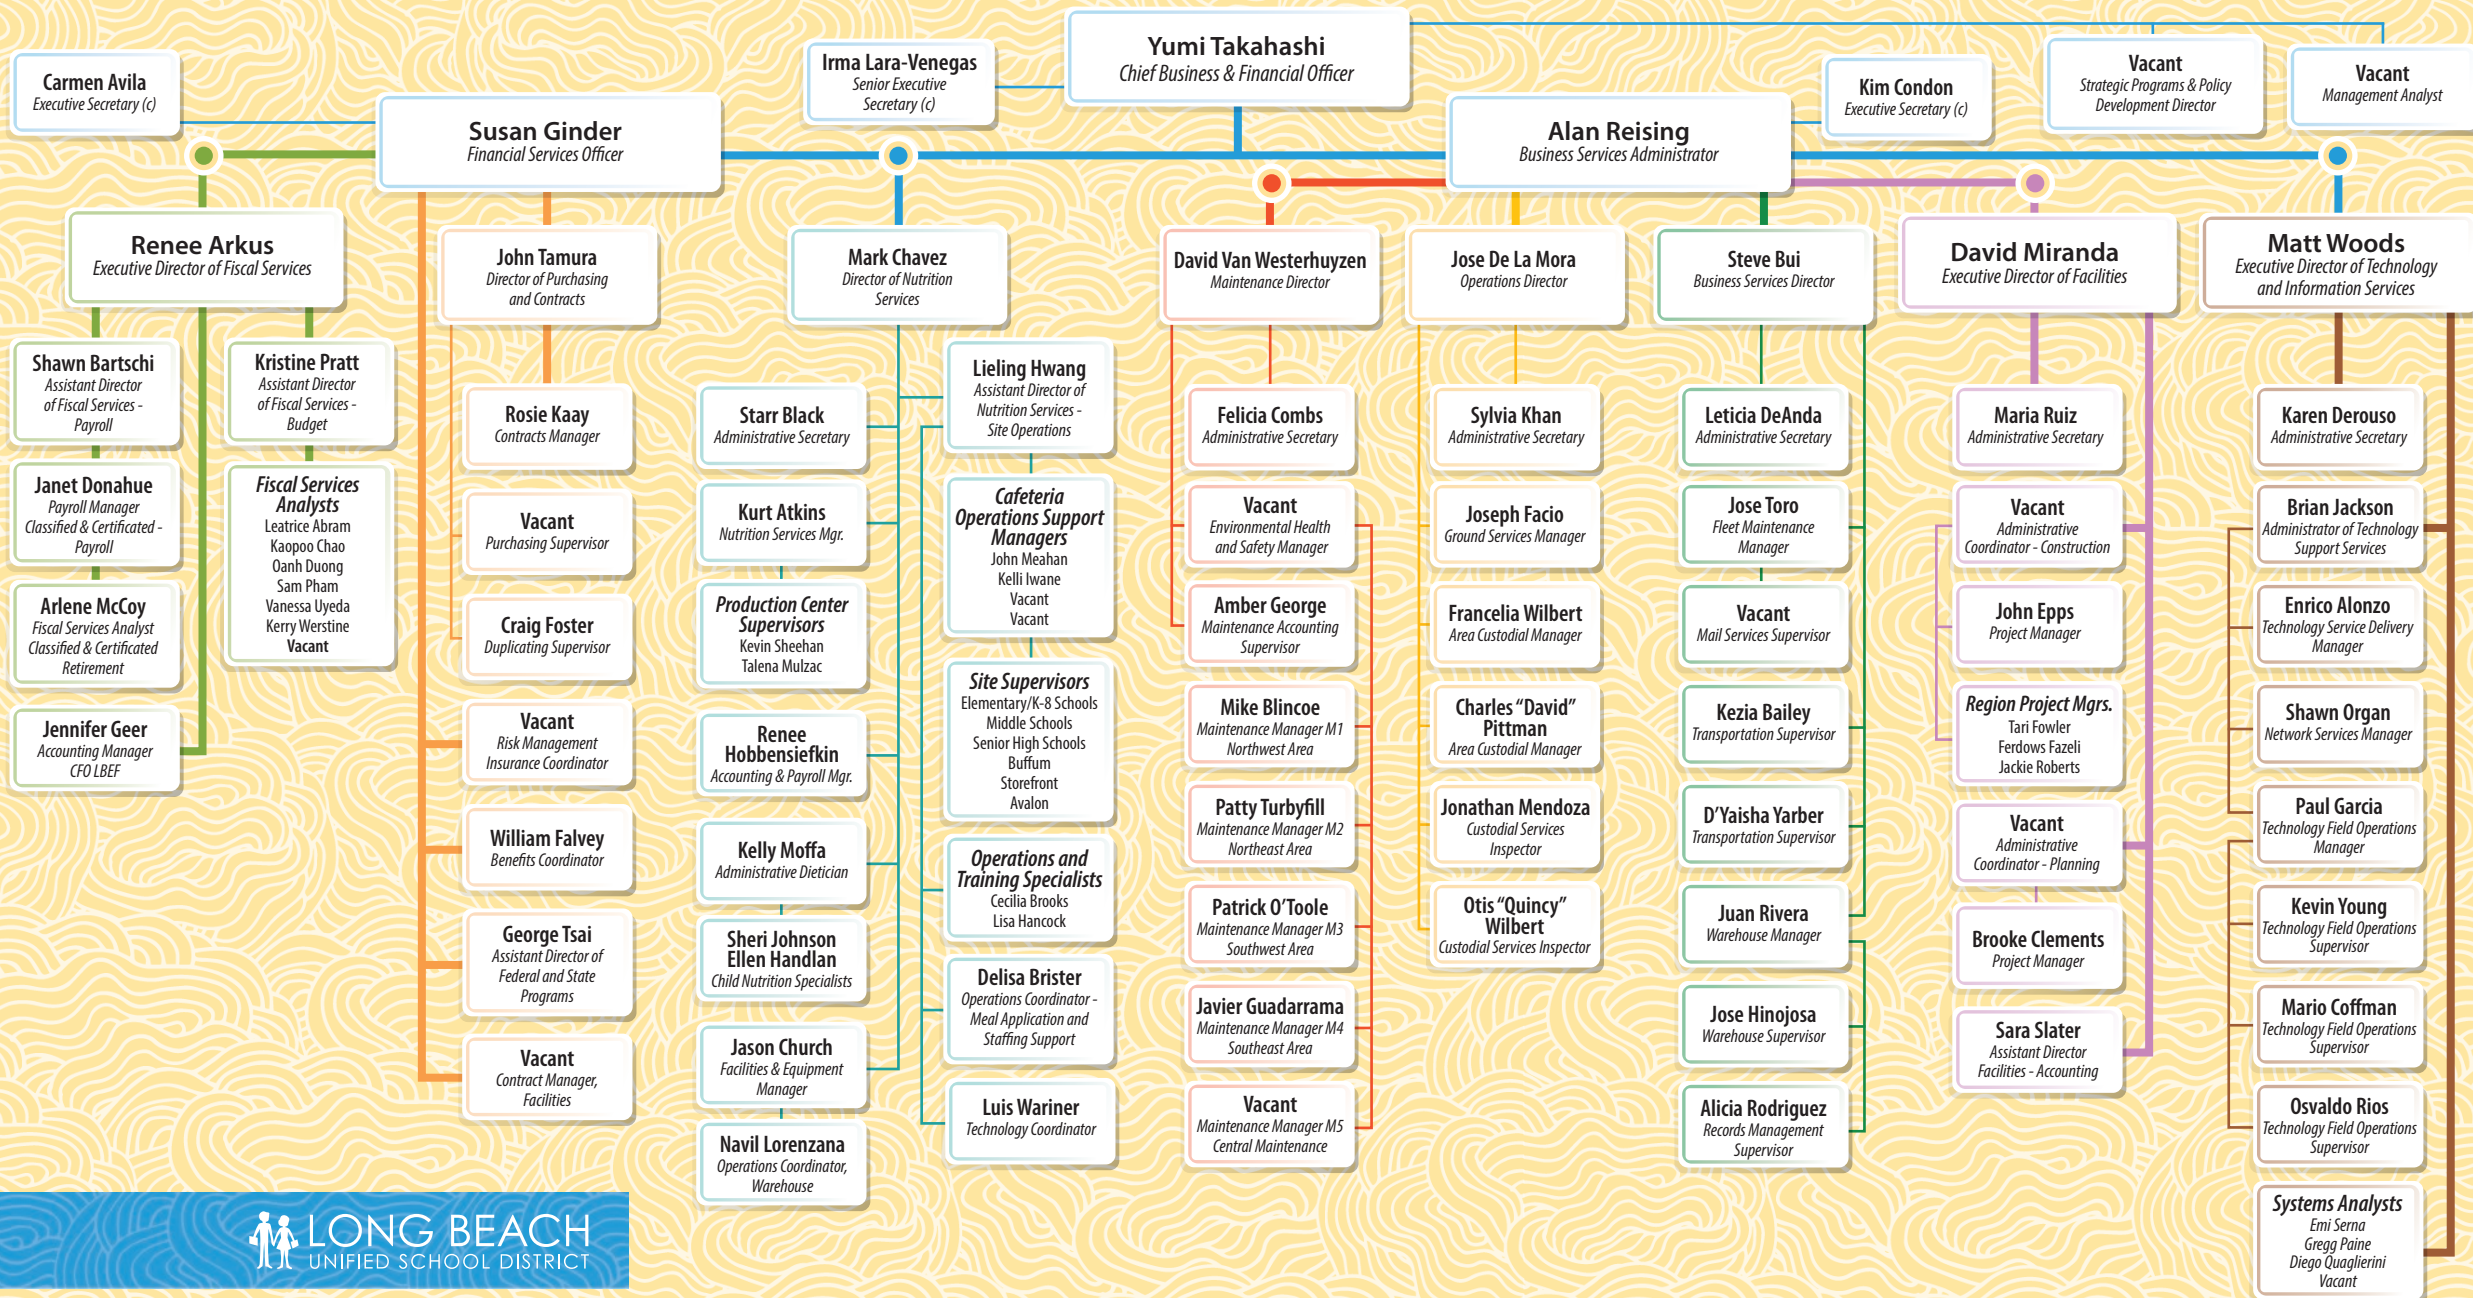 Yumi Takahashi
Chief Business & Financial Officer
Irma Lara-Venegas
Senior Executive
Secretary (c)
Vacant
Strategic Programs & Policy
Development Director
Vacant
Management Analyst
Carmen Avila
Executive Secretary (c)
Susan Ginder
Financial Services Officer
Alan Reising
Business Services Administrator
Kim Condon
Executive Secretary (c)
Renee Arkus
Executive Director of Fiscal Services
Shawn Bartschi
Assistant Director
of Fiscal Services -
Payroll
Janet Donahue
Payroll Manager
Classified & Certificated -
Payroll
Arlene McCoy
Fiscal Services Analyst
Classified & Certificated
Retirement
Jennifer Geer
Accounting Manager
CFO LBEF
Kristine Pratt
Assistant Director
of Fiscal Services -
Budget
Fiscal Services
Analysts
Leatrice Abram
Kaopoo Chao
Oanh Duong
Sam Pham
Vanessa Uyeda
Kerry Werstine
Vacant
John Tamura
Director of Purchasing
and Contracts
Rosie Kaay
Contracts Manager
Vacant
Purchasing Supervisor
Craig Foster
Duplicating Supervisor
Vacant
Risk Management
Insurance Coordinator
William Falvey
Benefits Coordinator
George Tsai
Assistant Director of
Federal and State
Programs
Vacant
Contract Manager,
Facilities
Mark Chavez
Director of Nutrition
Services
Starr Black
Administrative Secretary
Kurt Atkins
Nutrition Services Mgr.
Production Center
Supervisors
Kevin Sheehan
Talena Mulzac
Renee
Hobbensiefkin
Accounting & Payroll Mgr.
Kelly Moffa
Administrative Dietician
Sheri Johnson
Ellen Handlan
Child Nutrition Specialists
Jason Church
Facilities & Equipment
Manager
Navil Lorenzana
Operations Coordinator,
Warehouse
Lieling Hwang
Assistant Director of
Nutrition Services -
Site Operations
Cafeteria
Operations Support
Managers
John Meahan
Kelli Iwane
Vacant
Vacant
Site Supervisors
Elementary/K-8 Schools
Middle Schools
Senior High Schools
Buffum
Storefront
Avalon
Operations and
Training Specialists
Cecilia Brooks
Lisa Hancock
Delisa Brister
Operations Coordinator -
Meal Application and
Staffing Support
Luis Wariner
Technology Coordinator
David Van Westerhuyzen
Maintenance Director
Felicia Combs
Administrative Secretary
Vacant
Environmental Health
and Safety Manager
Amber George
Maintenance Accounting
Supervisor
Mike Blincoe
Maintenance Manager M1
Northwest Area
Patty Turbyfill
Maintenance Manager M2
Northeast Area
Patrick O'Toole
Maintenance Manager M3
Southwest Area
Javier Guadarrama
Maintenance Manager M4
Southeast Area
Vacant
Maintenance Manager M5
Central Maintenance
Jose De La Mora
Operations Director
Sylvia Khan
Administrative Secretary
Joseph Facio
Ground Services Manager
Francelia Wilbert
Area Custodial Manager
Charles “David”
Pittman
Area Custodial Manager
Jonathan Mendoza
Custodial Services
Inspector
Otis “Quincy”
Wilbert
Custodial Services Inspector
Steve Bui
Business Services Director
Leticia DeAnda
Administrative Secretary
Jose Toro
Fleet Maintenance
Manager
Vacant
Mail Services Supervisor
Kezia Bailey
Transportation Supervisor
D’Yaisha Yarber
Transportation Supervisor
Juan Rivera
Warehouse Manager
Jose Hinojosa
Warehouse Supervisor
Alicia Rodriguez
Records Management
Supervisor
David Miranda
Executive Director of Facilities
Maria Ruiz
Administrative Secretary
Vacant
Administrative
Coordinator - Construction
John Epps
Project Manager
Region Project Mgrs.
Tari Fowler
Ferdows Fazeli
Jackie Roberts
Vacant
Administrative
Coordinator - Planning
Brooke Clements
Project Manager
Sara Slater
Assistant Director
Facilities - Accounting
Matt Woods
Executive Director of Technology
and Information Services
Karen Derouso
Administrative Secretary
Brian Jackson
Administrator of Technology
Support Services
Enrico Alonzo
Technology Service Delivery
Manager
Shawn Organ
Network Services Manager
Paul Garcia
Technology Field Operations
Manager
Kevin Young
Technology Field Operations
Supervisor
Mario Coffman
Technology Field Operations
Supervisor
Osvaldo Rios
Technology Field Operations
Supervisor
Systems Analysts
Emi Serna
Gregg Paine
Diego Quaglierini
Vacant
LONG BEACH
UNIFIED SCHOOL DISTRICT